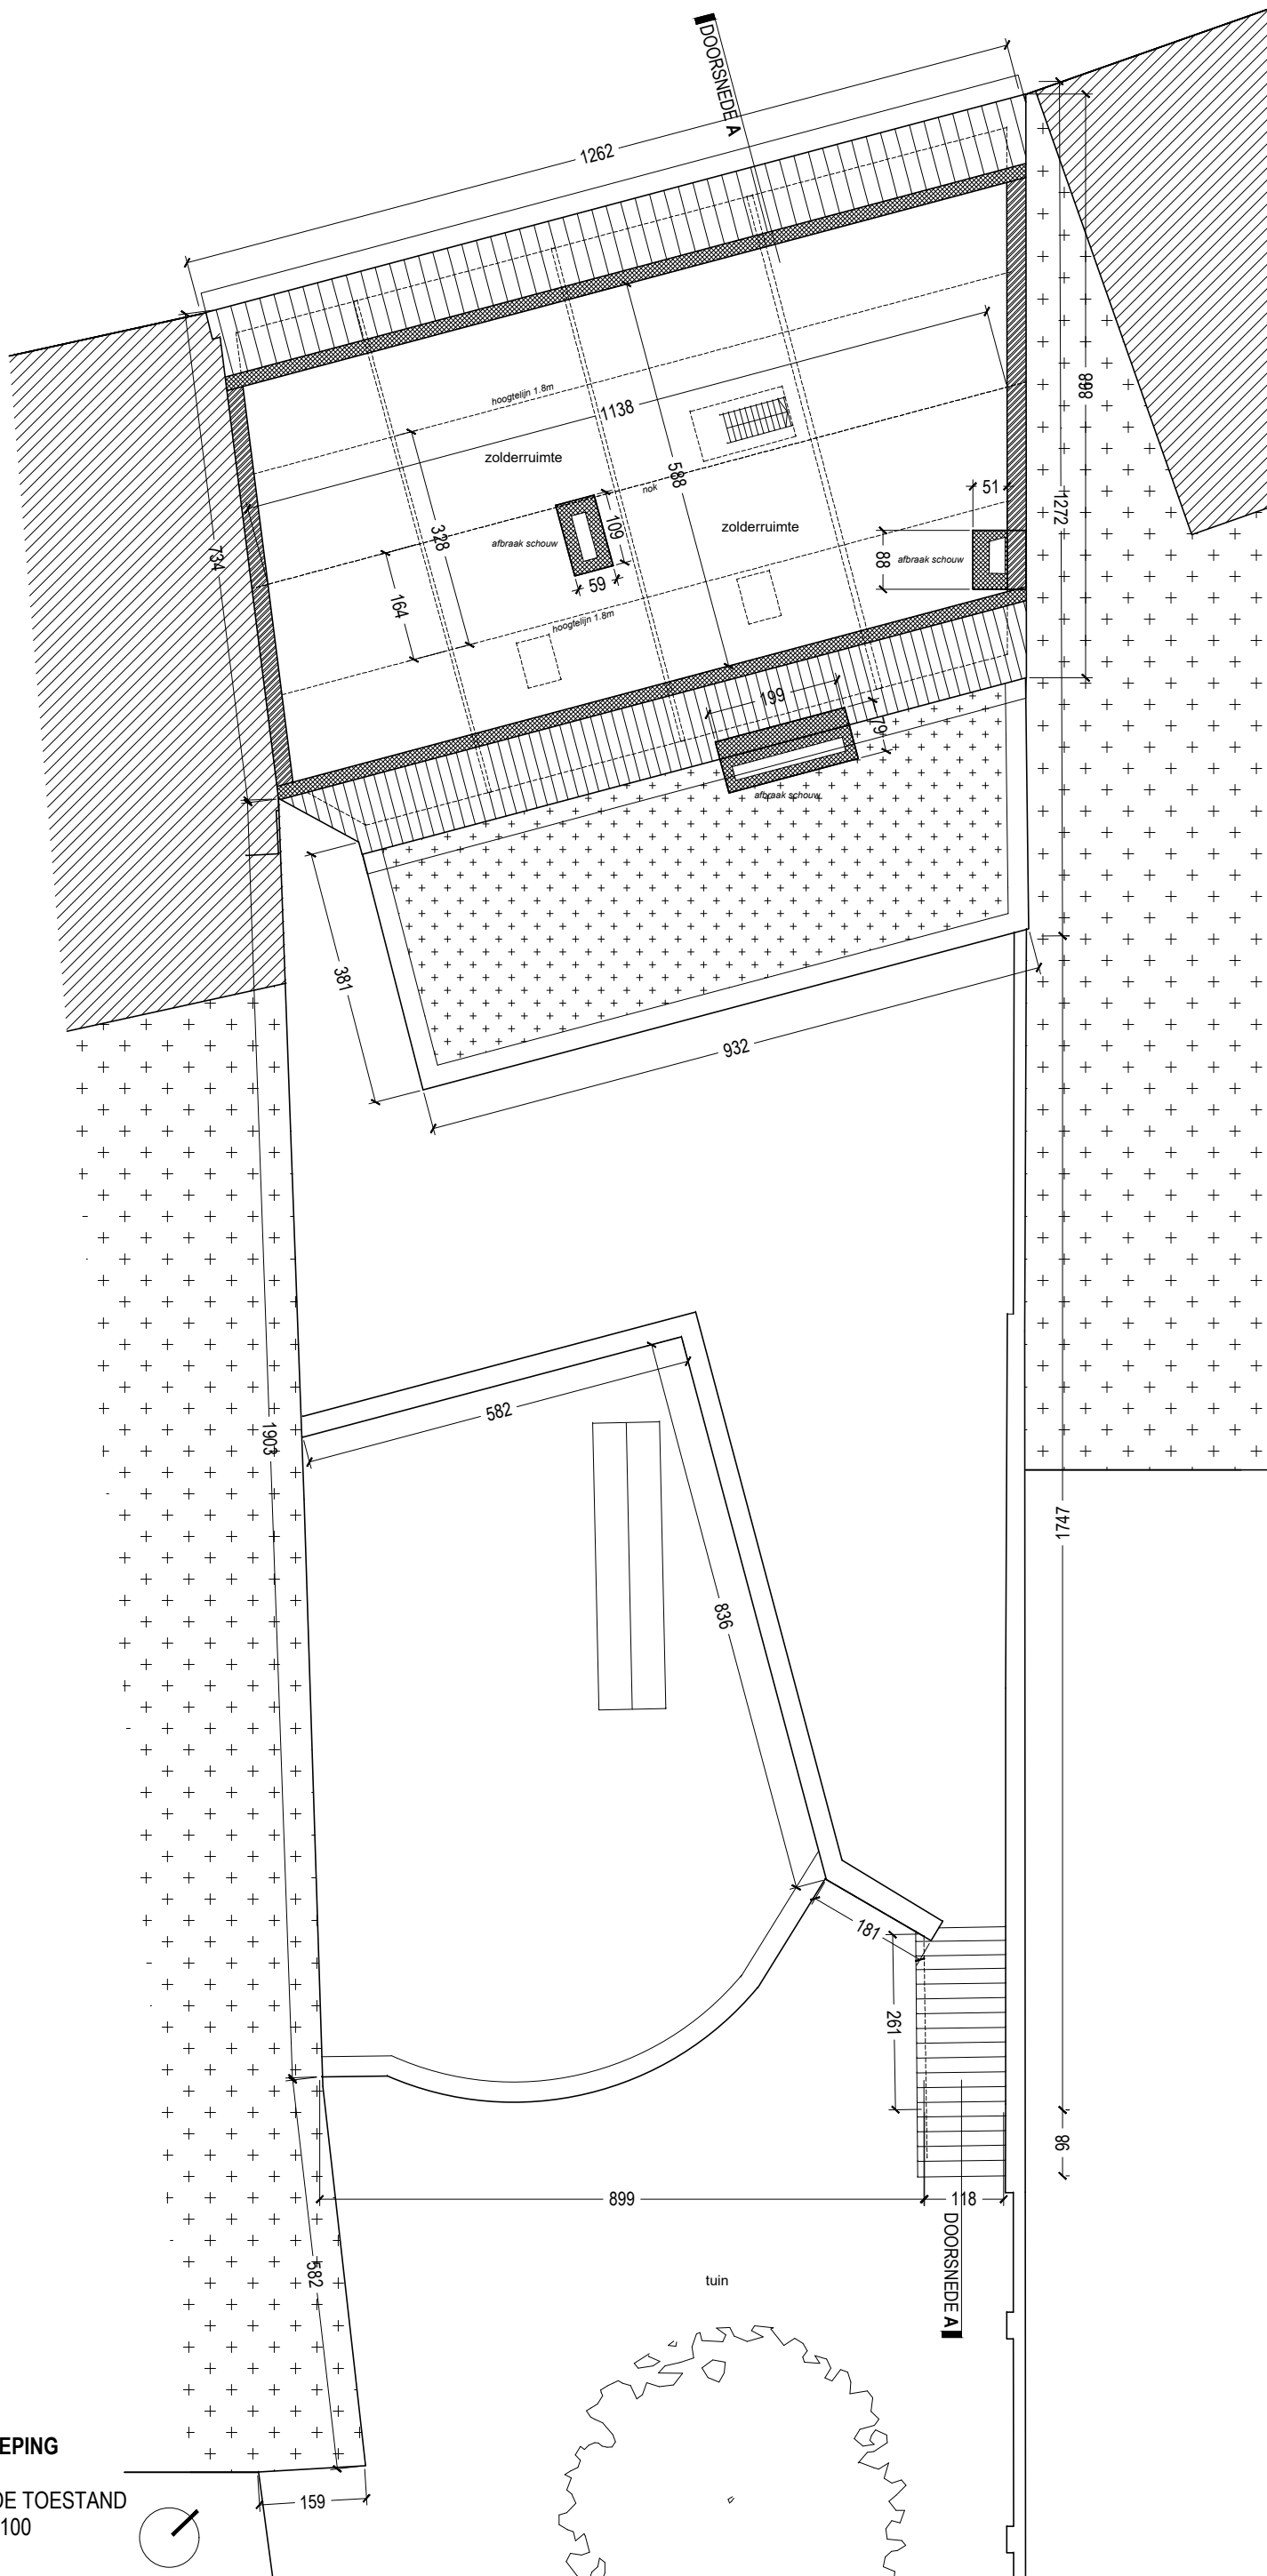 DOORSNEDE A
1262
898
hoogtelijn 1.8m
1138
zolderruimte
588
nok
51
1272
109
zolderruimte
328
734
afbraak schouw
88
afbraak schouw
59
164
hoogtelijn 1.8m
199
79
afbraak schouw
381
932
582
1903
1747
836
181
261
86
899
118
DOORSNEDE A
582
tuin
EPING
DE TOESTAND
159
100